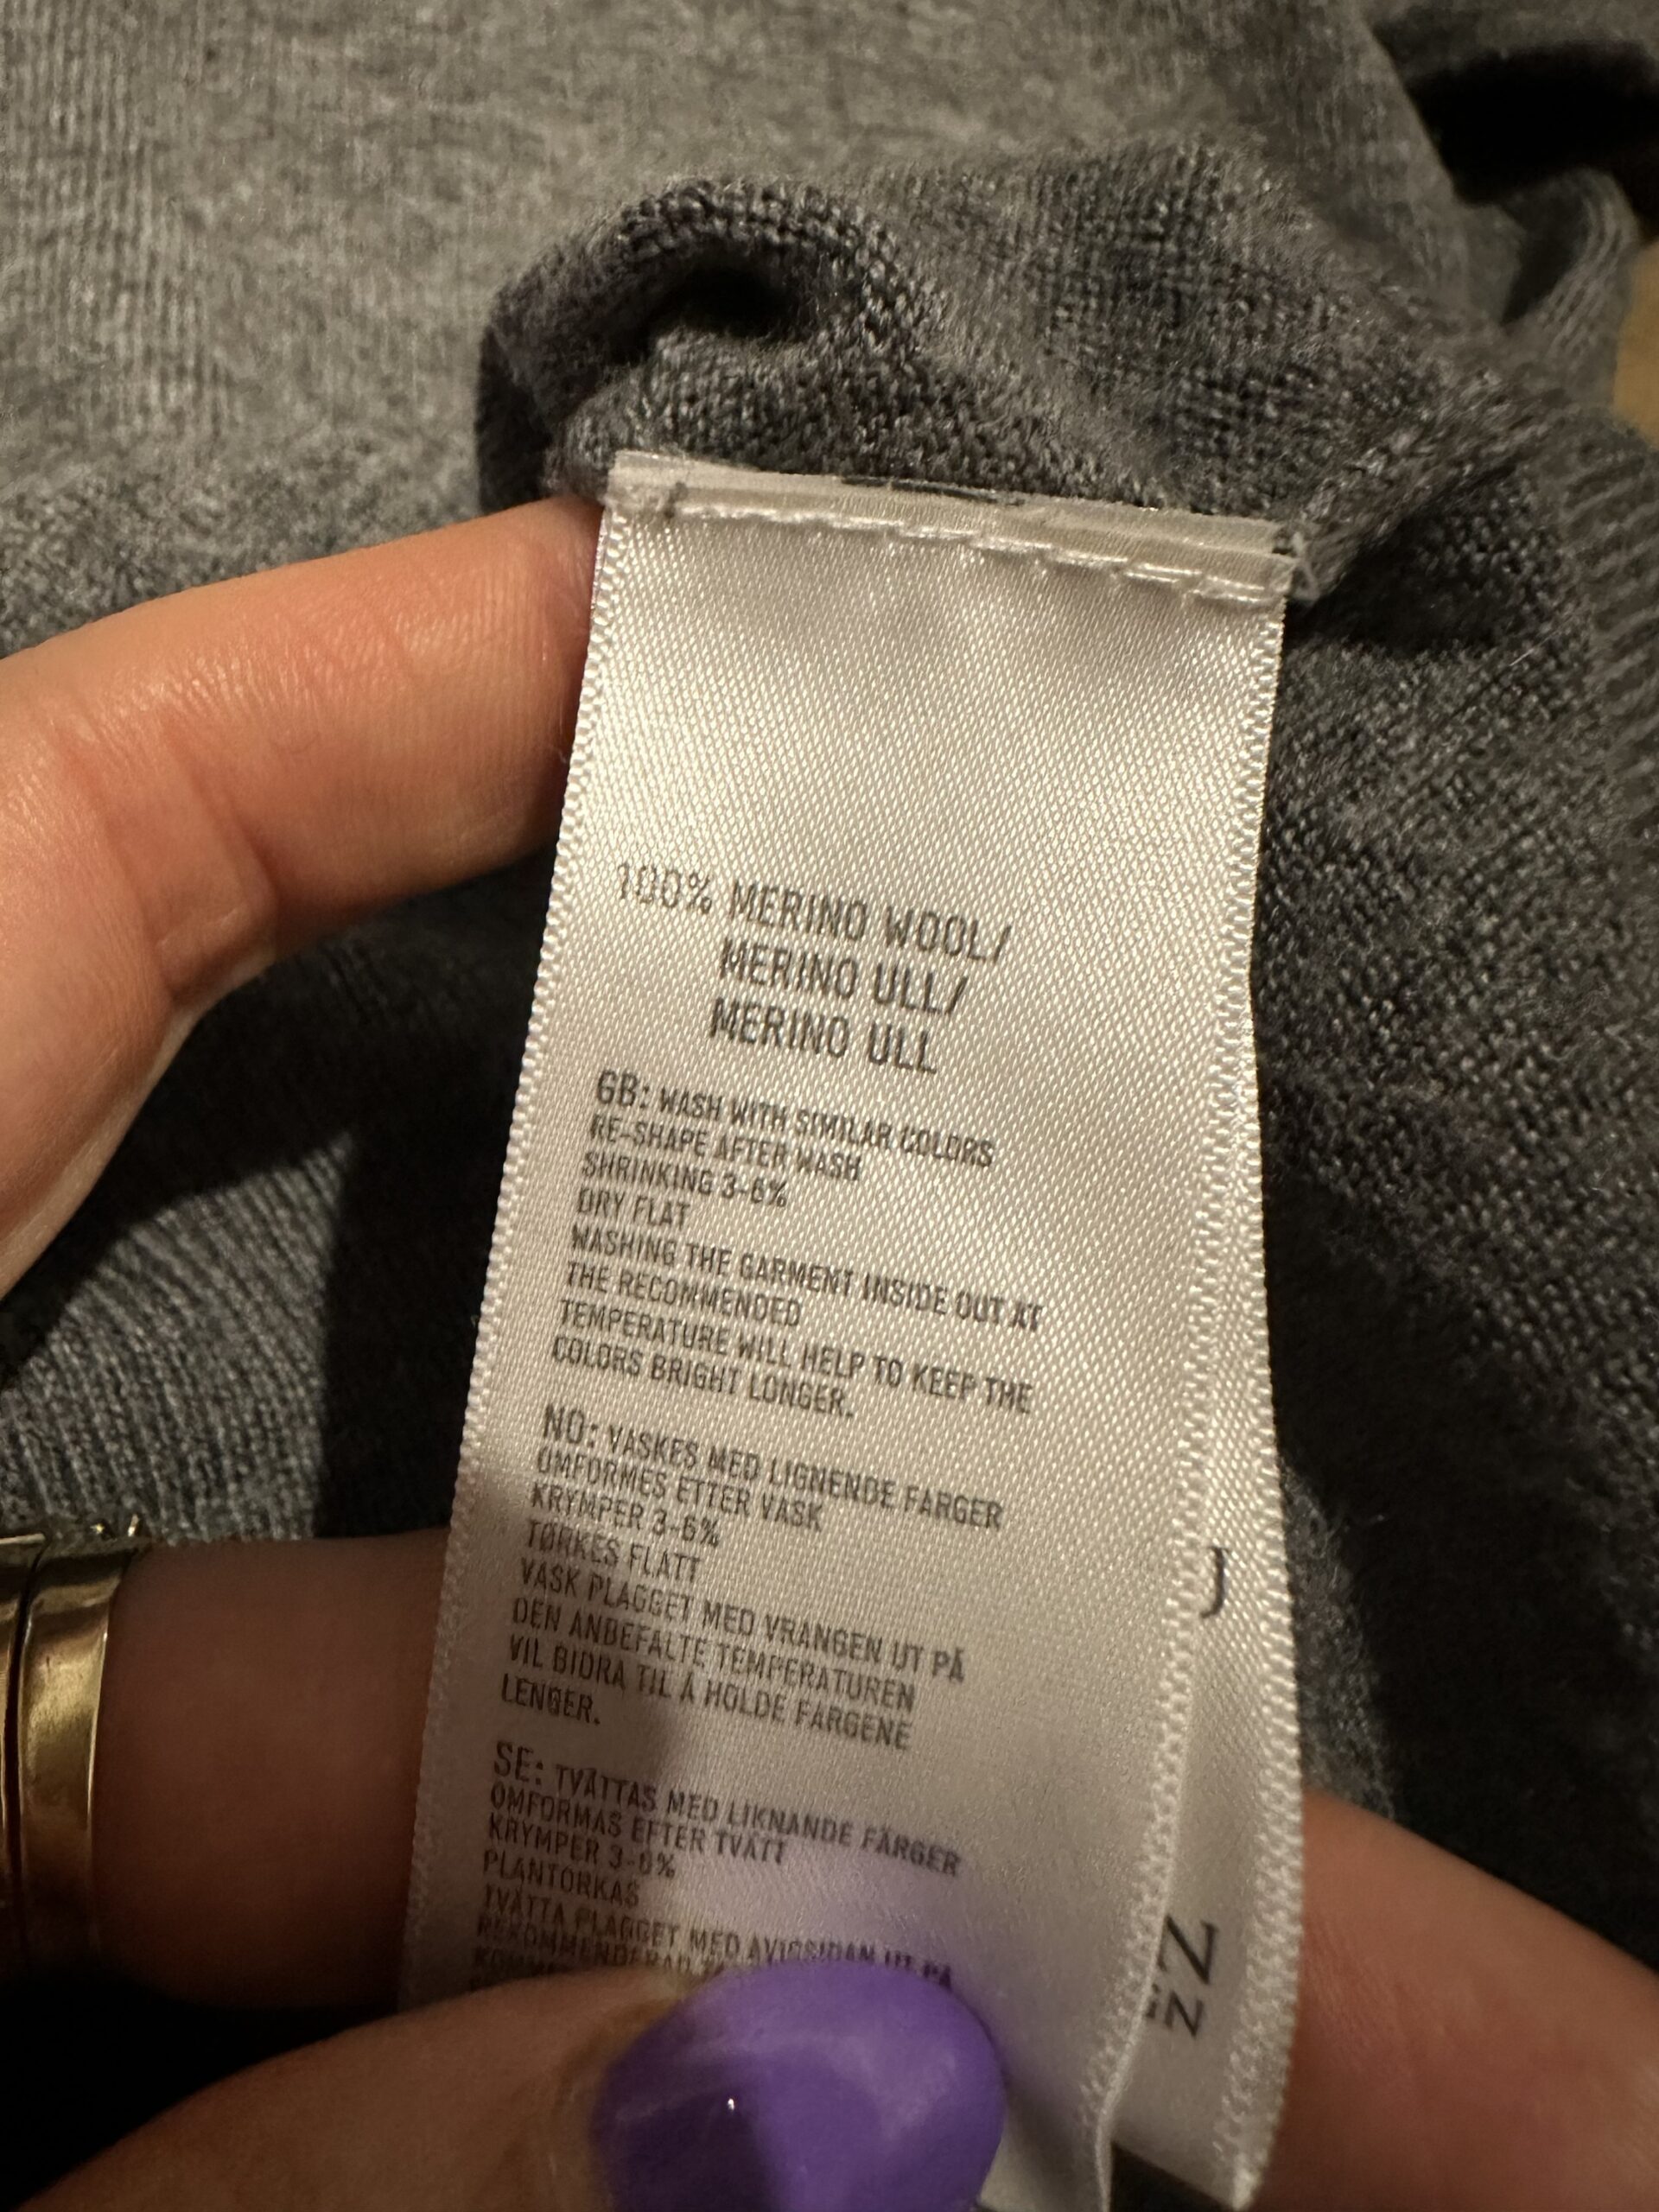 100% MERINO WOOL/
MERINO ULL/
MERINO ULL
GB: WASH WITH SIMILAR COLORS
RE-SHAPE AFTER WASH
SHRINKING 3-6%
DRY FLAT
WASHING THE GARMENT INSIDE OUT AT
THE RECOMMENDED
TEMPERATURE WILL HELP TO KEEP THE
COLORS BRIGHT LONGER.
NO: VASKES MED LIGNENDE FARGER
OMFORMES ETTER VASK
KRYMPER 3-6%
TØRKES FLATT
VASK PLAGGET MED VRANGEN UT PÅ
DEN ANBEFALTE TEMPERATUREN
VIL BIDRA TIL Å HOLDE FARGENE
LENGER.
SE: TVÄTTAS MED LIKNANDE FÄRGER
OMFORMAS EFTER TVÄTT
KRYMPER 3-6%
PLANTORKAS
TVÄTTA PLAGGET MED AVIGSIDAN UT PÅ
REKOMMENDERAD
J
Z